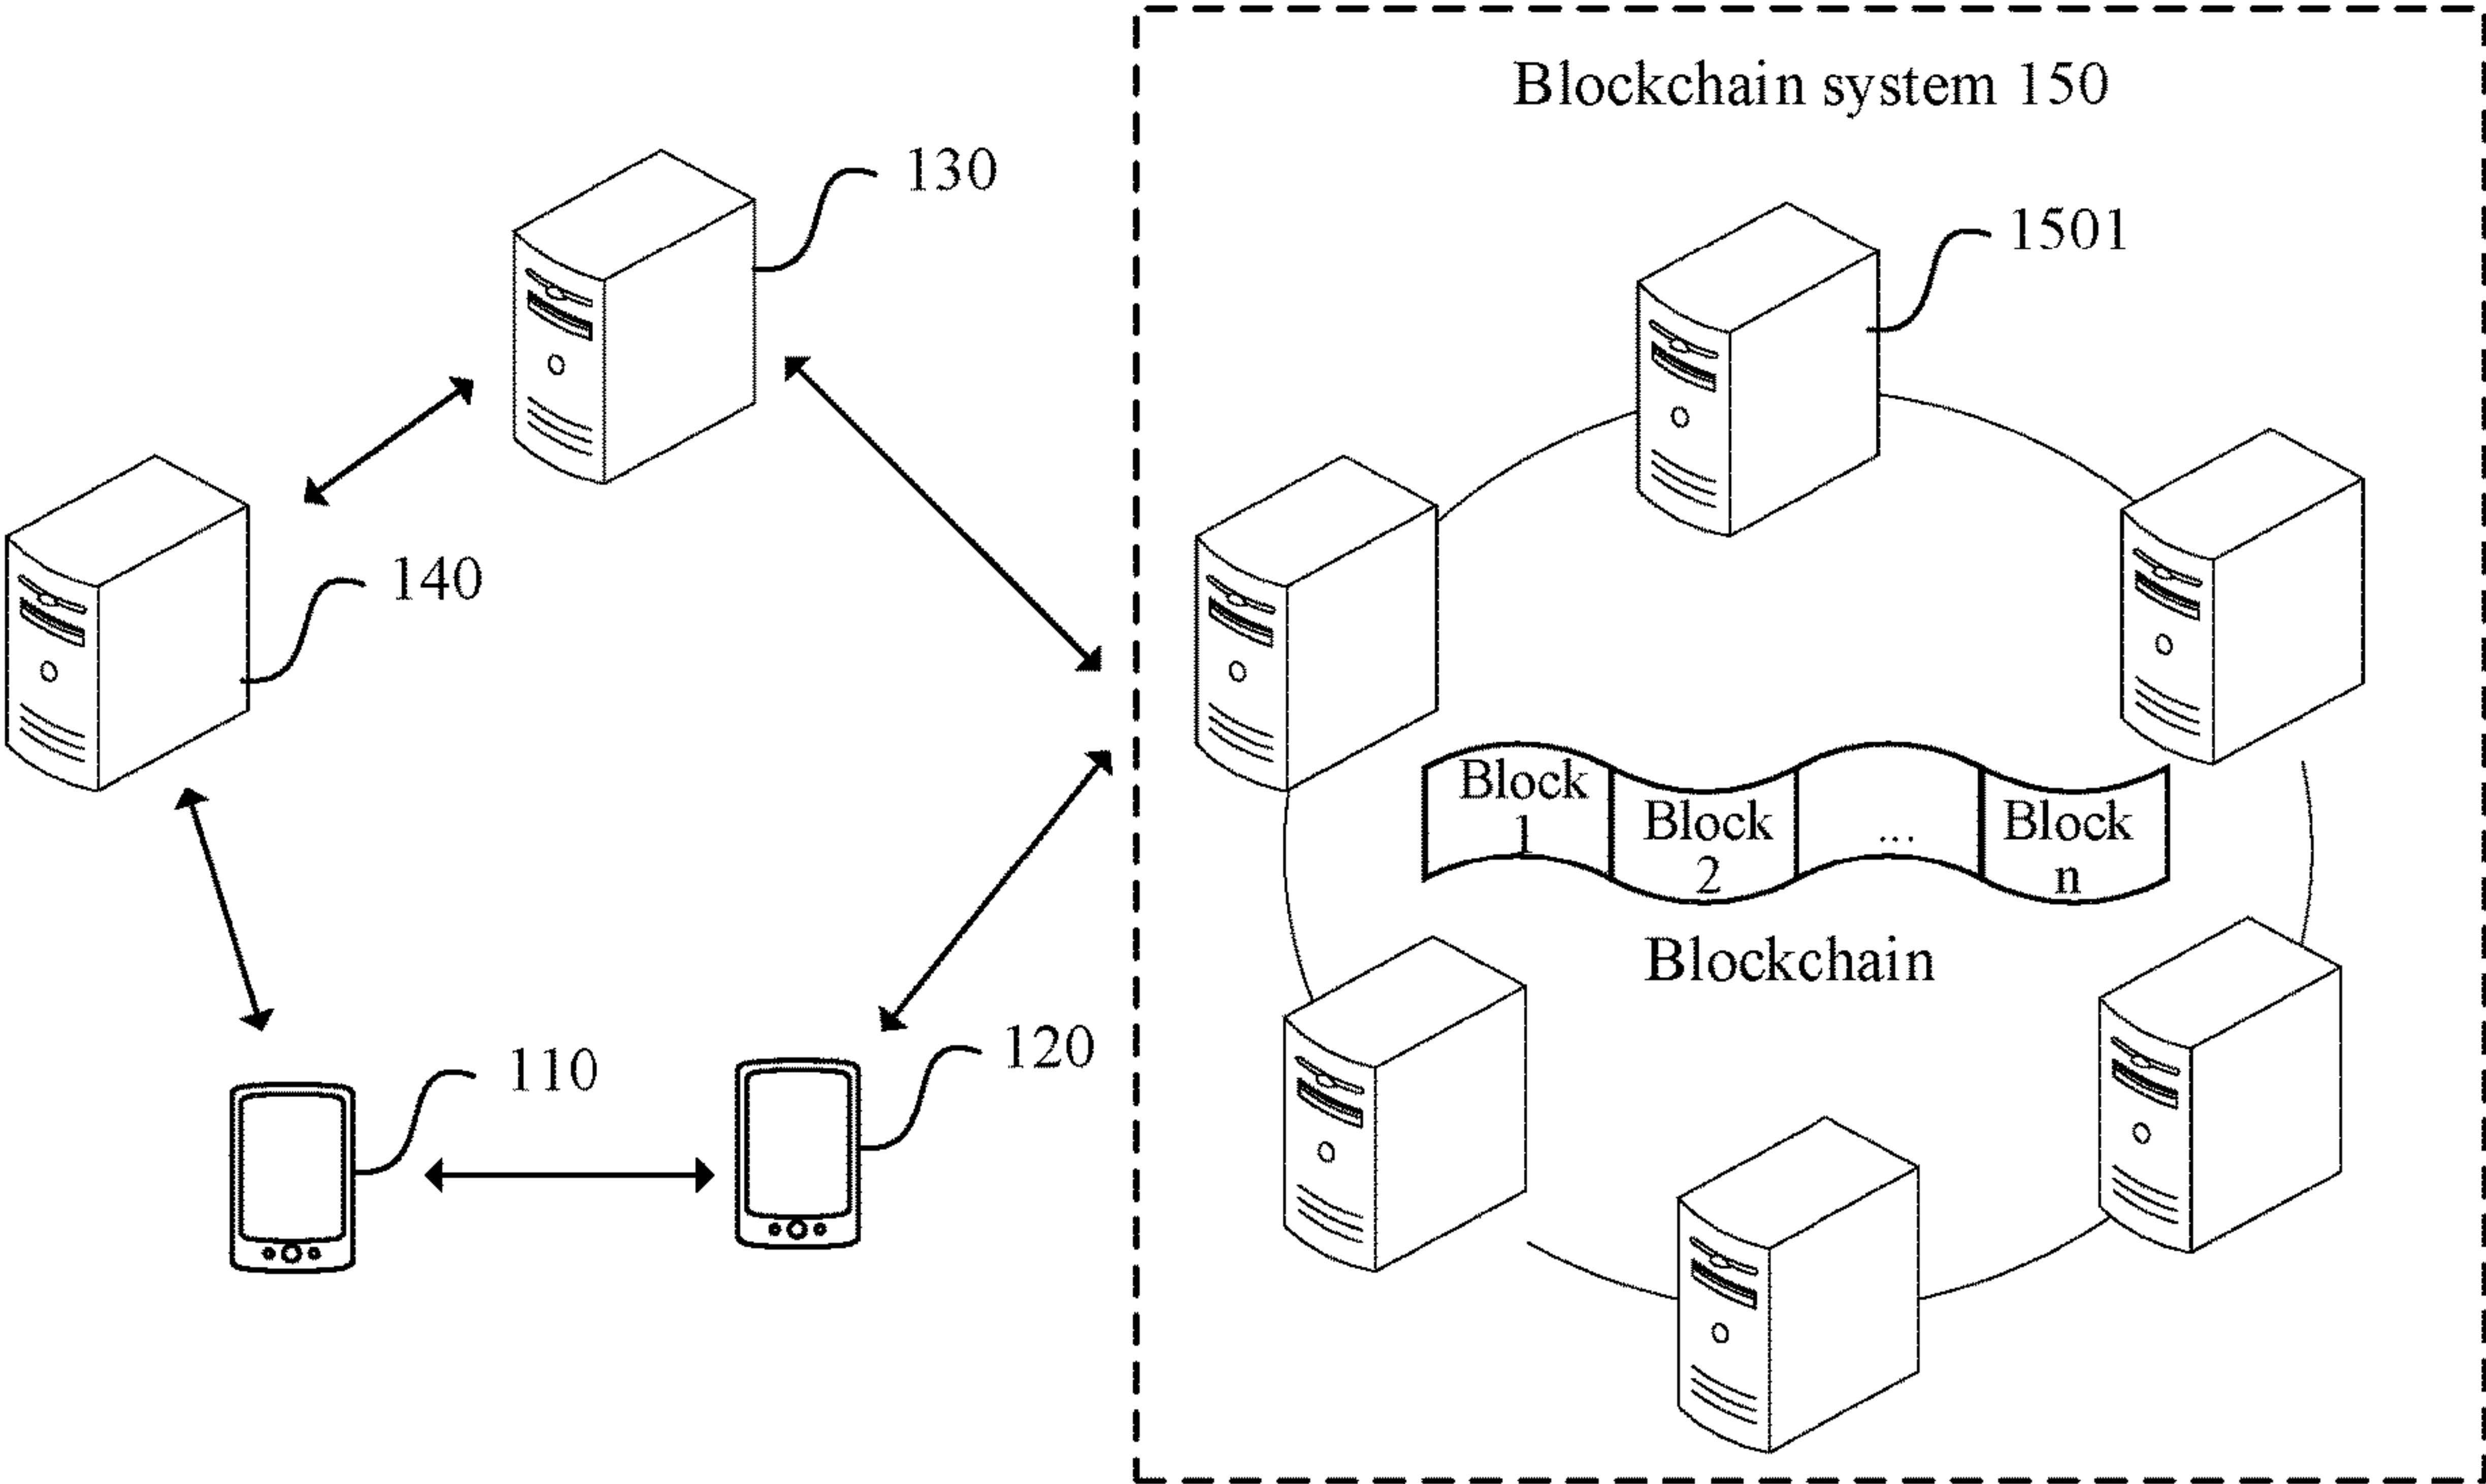 Blockchain system 150
130
1501
140
Block
1
Block
2
...
Block
n
Blockchain
110
120